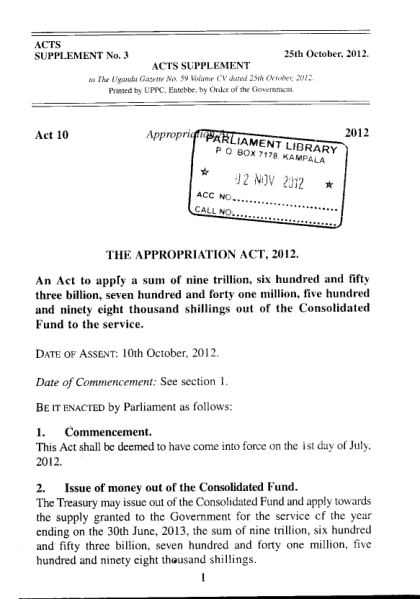 ACTS
SUPPLEMENT No. 3 25th October, 2012.
ACTS SUPPLEMENT
to The Uganda Gazette No. 59 Volume CV dated 25th October, 2012.
Printed by UPPC, Entebbe, by Order of the Government.
Act 10 Appropriation Act 2012
PARLIAMENT LIBRARY
P O BOX 7178, KAMPALA
☆ 02 NOV 2012 ★
ACC NO..............................
CALL NO..............................
THE APPROPRIATION ACT, 2012.
An Act to apply a sum of nine trillion, six hundred and fifty
three billion, seven hundred and forty one million, five hundred
and ninety eight thousand shillings out of the Consolidated
Fund to the service.
DATE OF ASSENT: 10th October, 2012.
Date of Commencement: See section 1.
BE IT ENACTED by Parliament as follows:
1. Commencement.
This Act shall be deemed to have come into force on the 1st day of July,
2012.
2. Issue of money out of the Consolidated Fund.
The Treasury may issue out of the Consolidated Fund and apply towards
the supply granted to the Government for the service of the year
ending on the 30th June, 2013, the sum of nine trillion, six hundred
and fifty three billion, seven hundred and forty one million, five
hundred and ninety eight thousand shillings.
1